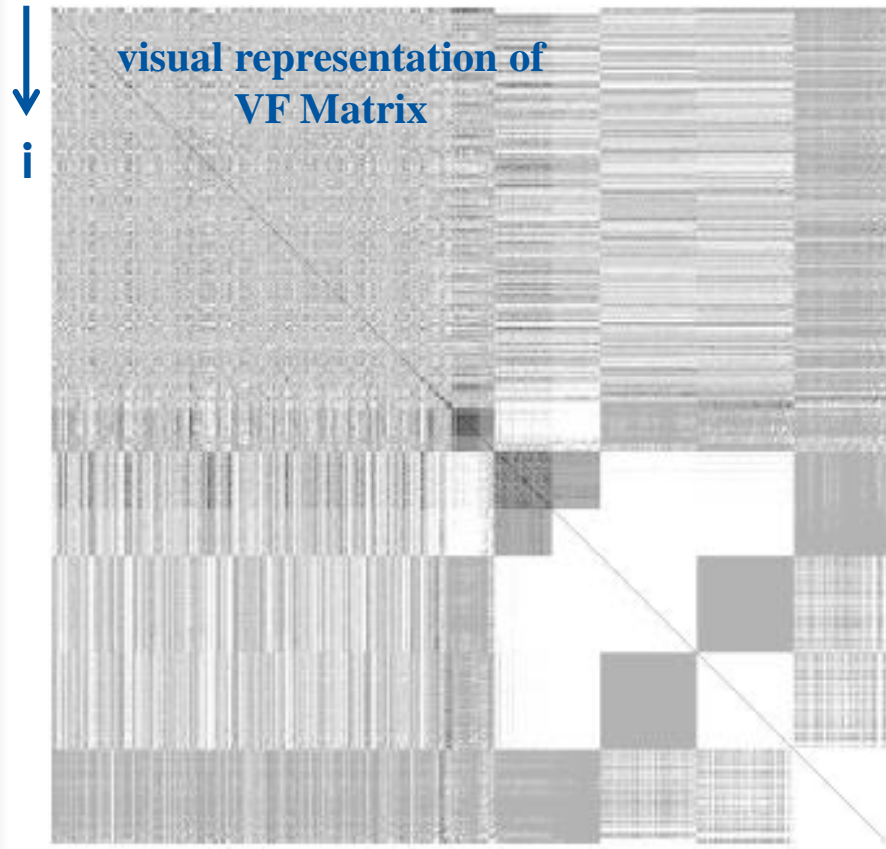 visual representation of
VF Matrix
i